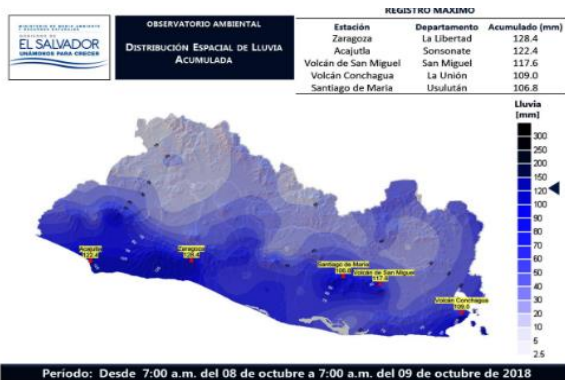 MINISTERIO DE MEDIO AMBIENTE
Y RECURSOS NATURALES
GOBIERNO DE
EL SALVADOR
UNÁMONOS PARA CRECER
OBSERVATORIO AMBIENTAL
DISTRIBUCIÓN ESPACIAL DE LLUVIA
ACUMULADA
REGISTRO MÁXIMO
Estación Departamento Acumulado (mm)
Zaragoza La Libertad 128.4
Acajutla Sonsonate 122.4
Volcán de San Miguel San Miguel 117.6
Volcán Conchagua La Unión 109.0
Santiago de María Usulután 106.8
Lluvia
[mm]
300
250
200
150
120
100
90
80
70
60
50
40
30
20
10
5
2.5
Acajutla
122.4
Zaragoza
128.4
Santiago de María
106.8
Volcán de San Miguel
117.6
Volcán Conchagua
109.0
Período: Desde 7:00 a.m. del 08 de octubre a 7:00 a.m. del 09 de octubre de 2018